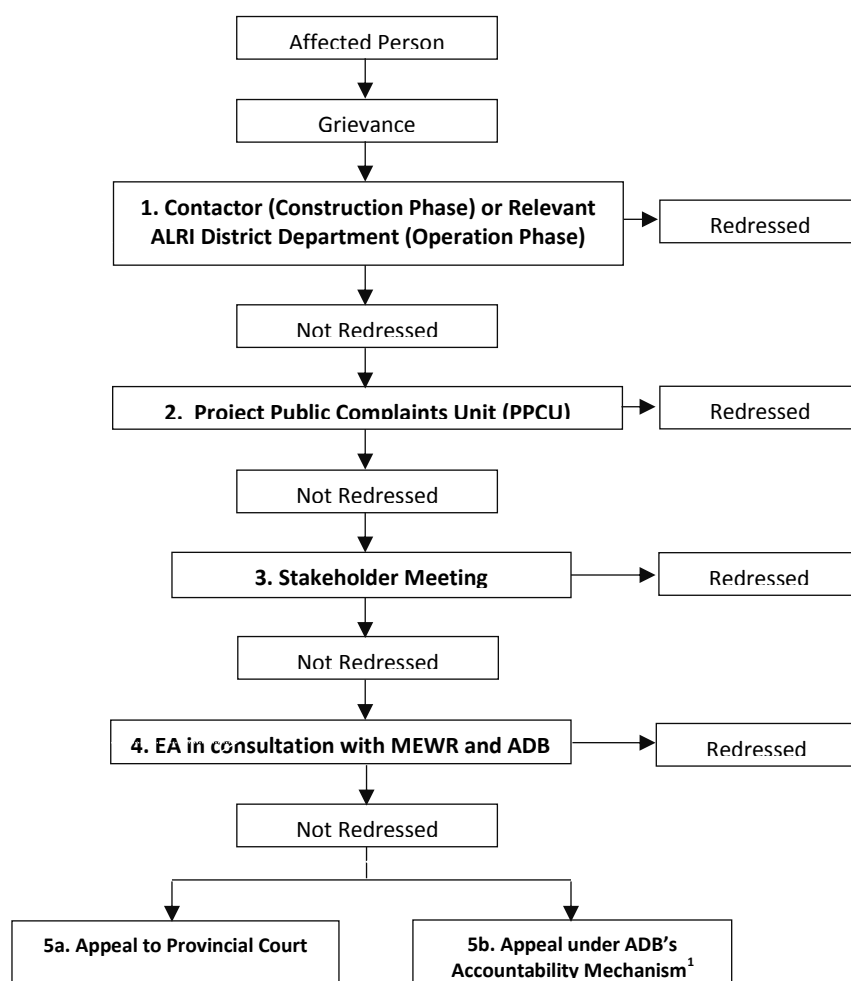 Affected Person
Grievance
1. Contactor (Construction Phase) or Relevant
ALRI District Department (Operation Phase)
Redressed
Not Redressed
2. Project Public Complaints Unit (PPCU)
Redressed
Not Redressed
3. Stakeholder Meeting
Redressed
Not Redressed
4. EA in consultation with MEWR and ADB
Redressed
Not Redressed
5a. Appeal to Provincial Court
5b. Appeal under ADB’s
Accountability Mechanism¹